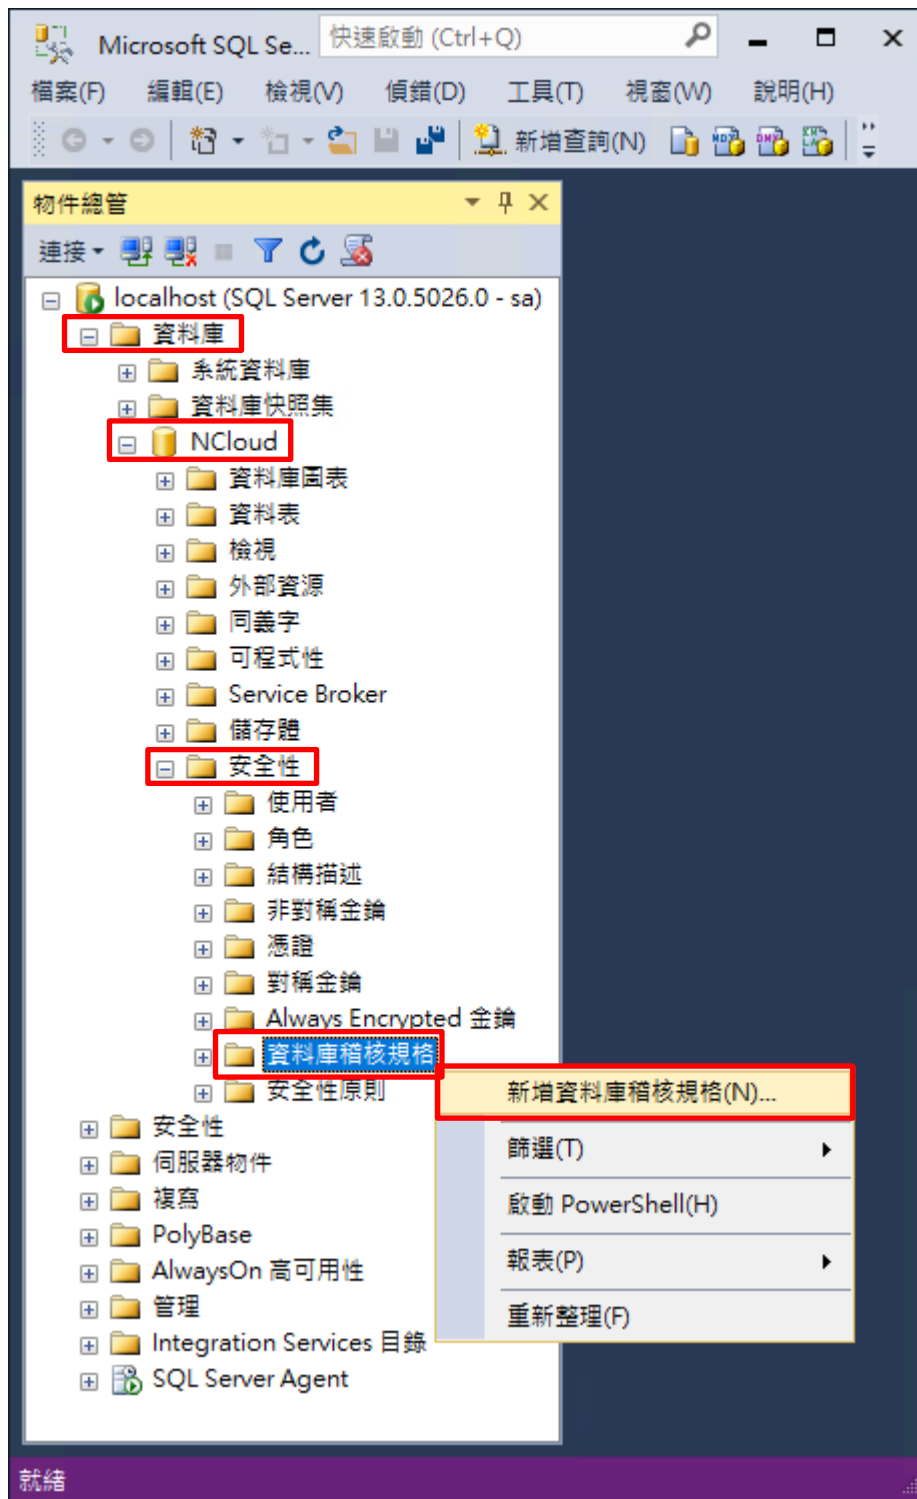 Microsoft SQL Se... 快速啟動 (Ctrl+Q)
檔案(F) 編輯(E) 檢視(V) 偵錯(D) 工具(T) 視窗(W) 說明(H)
新增查詢(N)
物件總管
連接
localhost (SQL Server 13.0.5026.0 - sa)
資料庫
系統資料庫
資料庫快照集
NCloud
資料庫圖表
資料表
檢視
外部資源
同義字
可程式性
Service Broker
儲存體
安全性
使用者
角色
結構描述
非對稱金鑰
憑證
對稱金鑰
Always Encrypted 金鑰
資料庫稽核規格
安全性原則
新增資料庫稽核規格(N)...
安全性
篩選(T)
伺服器物件
複寫
啟動 PowerShell(H)
PolyBase
AlwaysOn 高可用性
報表(P)
管理
重新整理(F)
Integration Services 目錄
SQL Server Agent
就緒